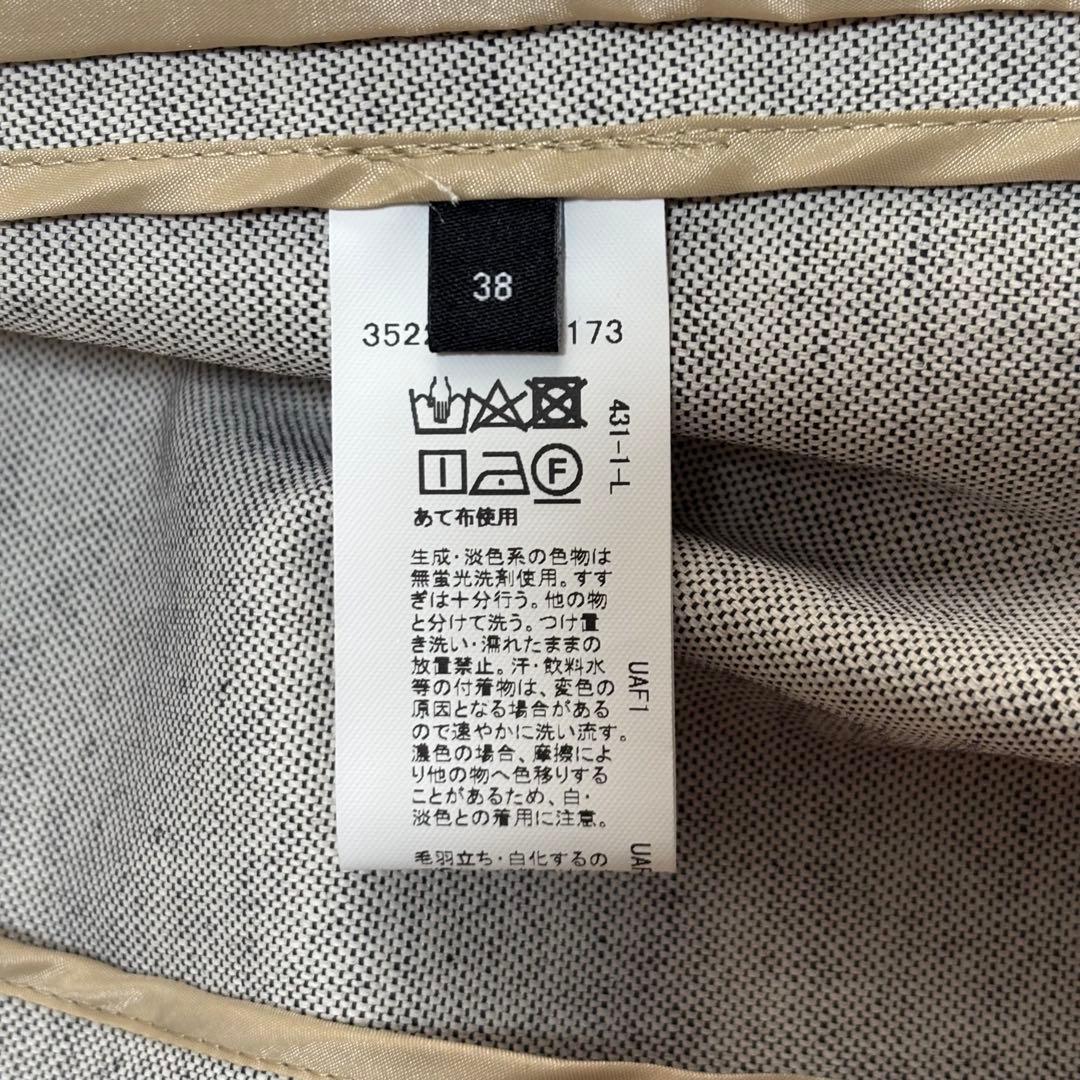 38
352
173
431-1-L
F
あて布使用
生成・淡色系の色物は
無蛍光洗剤使用。すす
ぎは十分行う。他の物
と分けて洗う。つけ置
き洗い・濡れたままの
放置禁止。汗・飲料水
等の付着物は、変色の
原因となる場合がある
ので速やかに洗い流す。
濃色の場合、摩擦によ
り他の物へ色移りする
ことがあるため、白・
淡色との着用に注意。
UAF1
毛羽立ち・白化するの